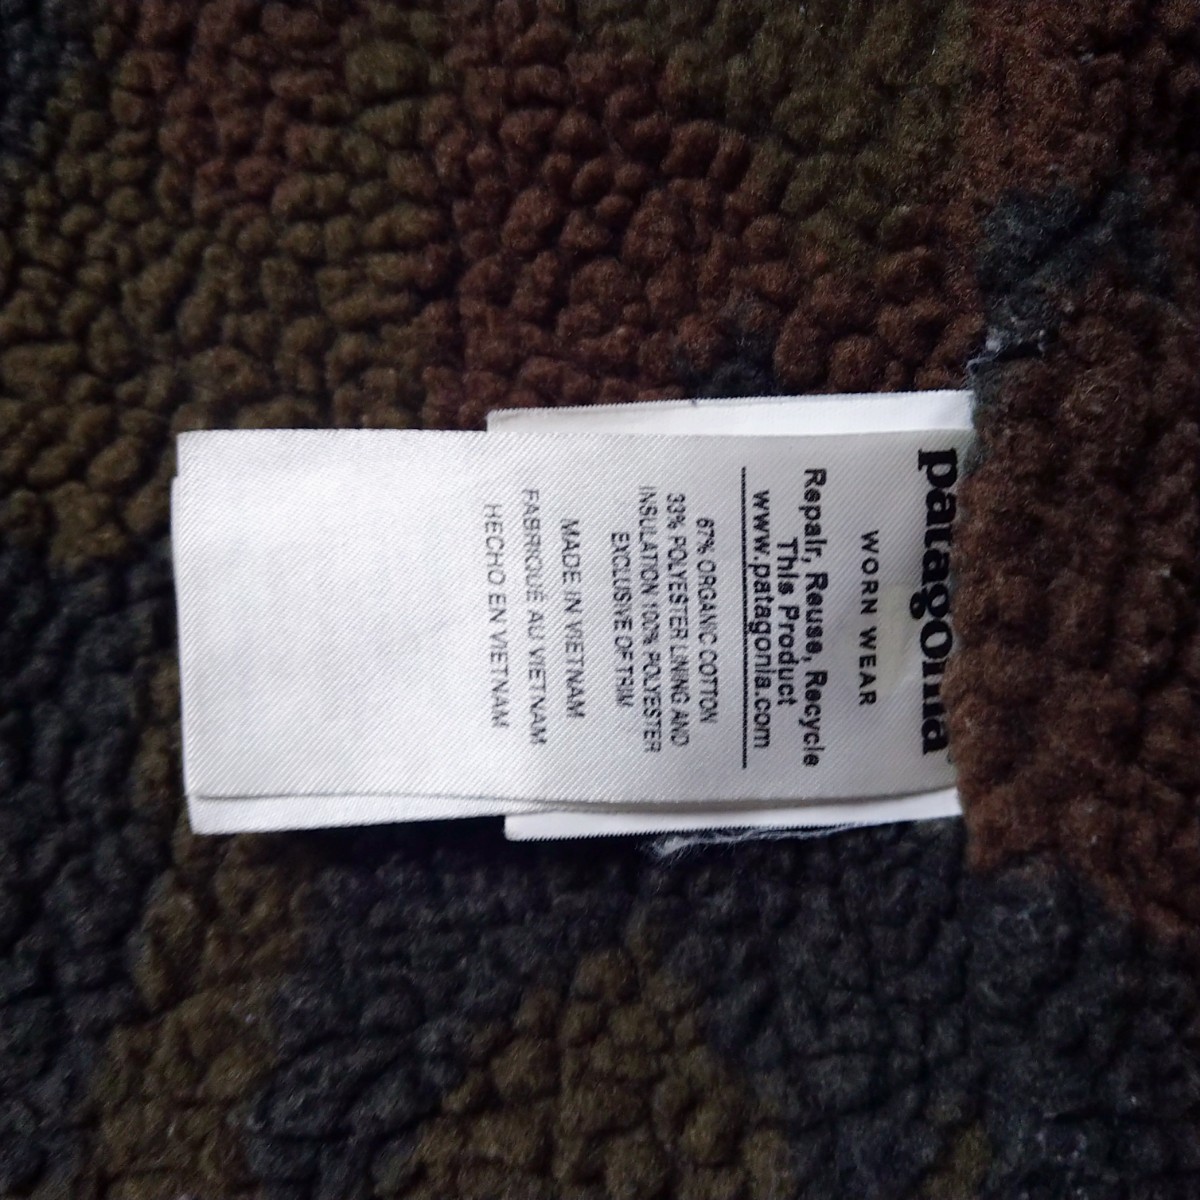 patagonia
WORN WEAR
Repair, Reuse, Recycle
This Product
www.patagonia.com
67% ORGANIC COTTON
33% POLYESTER LINING AND
INSULATION 100% POLYESTER
EXCLUSIVE OF TRIM
MADE IN VIETNAM
FABRIQUÉ AU VIETNAM
HECHO EN VIETNAM